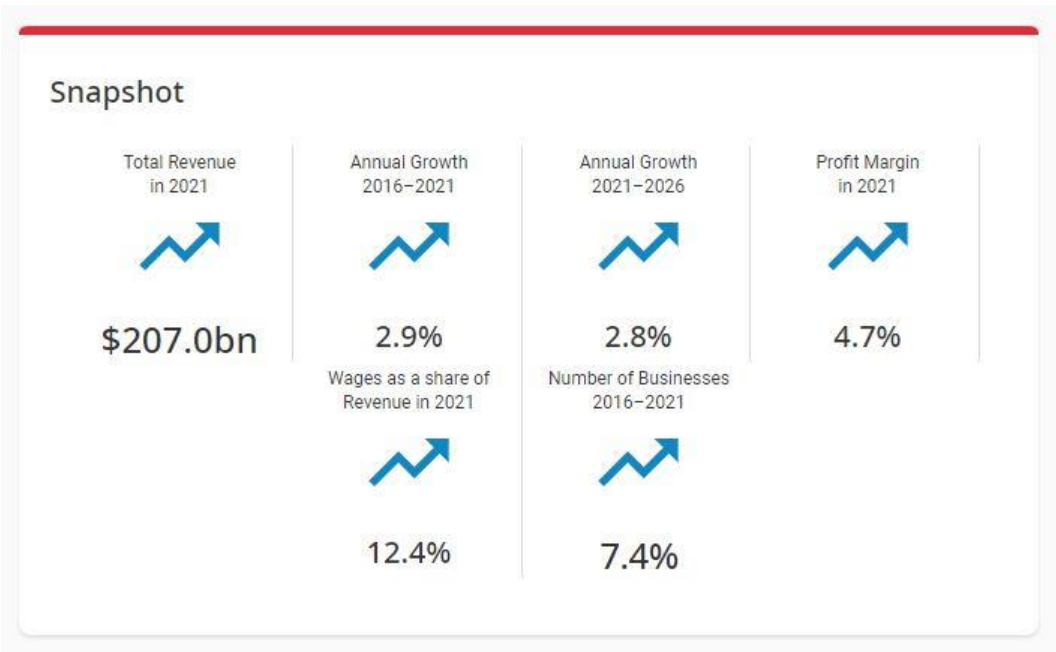 Snapshot
Total Revenue
in 2021
$207.0bn
Annual Growth
2016–2021
2.9%
Annual Growth
2021–2026
2.8%
Profit Margin
in 2021
4.7%
Wages as a share of
Revenue in 2021
12.4%
Number of Businesses
2016–2021
7.4%